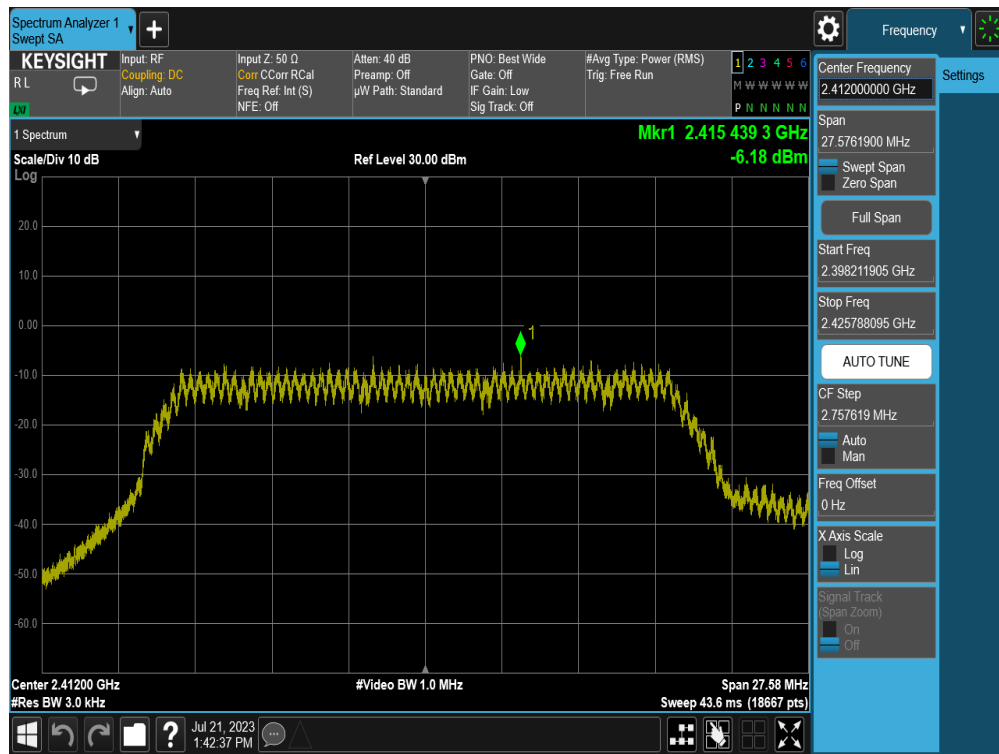 Spectrum Analyzer 1
Swept SA
Frequency
KEYSIGHT
R L
LXI
Input: RF
Coupling: DC
Align: Auto
Input Z: 50 Ω
Corr CCorr RCal
Freq Ref: Int (S)
NFE: Off
Atten: 40 dB
Preamp: Off
µW Path: Standard
PNO: Best Wide
Gate: Off
IF Gain: Low
Sig Track: Off
#Avg Type: Power (RMS)
Trig: Free Run
1 2 3 4 5 6
M W W W W W
P N N N N N
1 Spectrum
Scale/Div 10 dB
Log
Ref Level 30.00 dBm
Mkr1 2.415 439 3 GHz
-6.18 dBm
20.0
10.0
0.00
-10.0
-20.0
-30.0
-40.0
-50.0
-60.0
1
Center 2.41200 GHz
#Res BW 3.0 kHz
#Video BW 1.0 MHz
Span 27.58 MHz
Sweep 43.6 ms (18667 pts)
Center Frequency
2.412000000 GHz
Settings
Span
27.5761900 MHz
Swept Span
Zero Span
Full Span
Start Freq
2.398211905 GHz
Stop Freq
2.425788095 GHz
AUTO TUNE
CF Step
2.757619 MHz
Auto
Man
Freq Offset
0 Hz
X Axis Scale
Log
Lin
Signal Track
(Span Zoom)
On
Off
?
Jul 21, 2023
1:42:37 PM